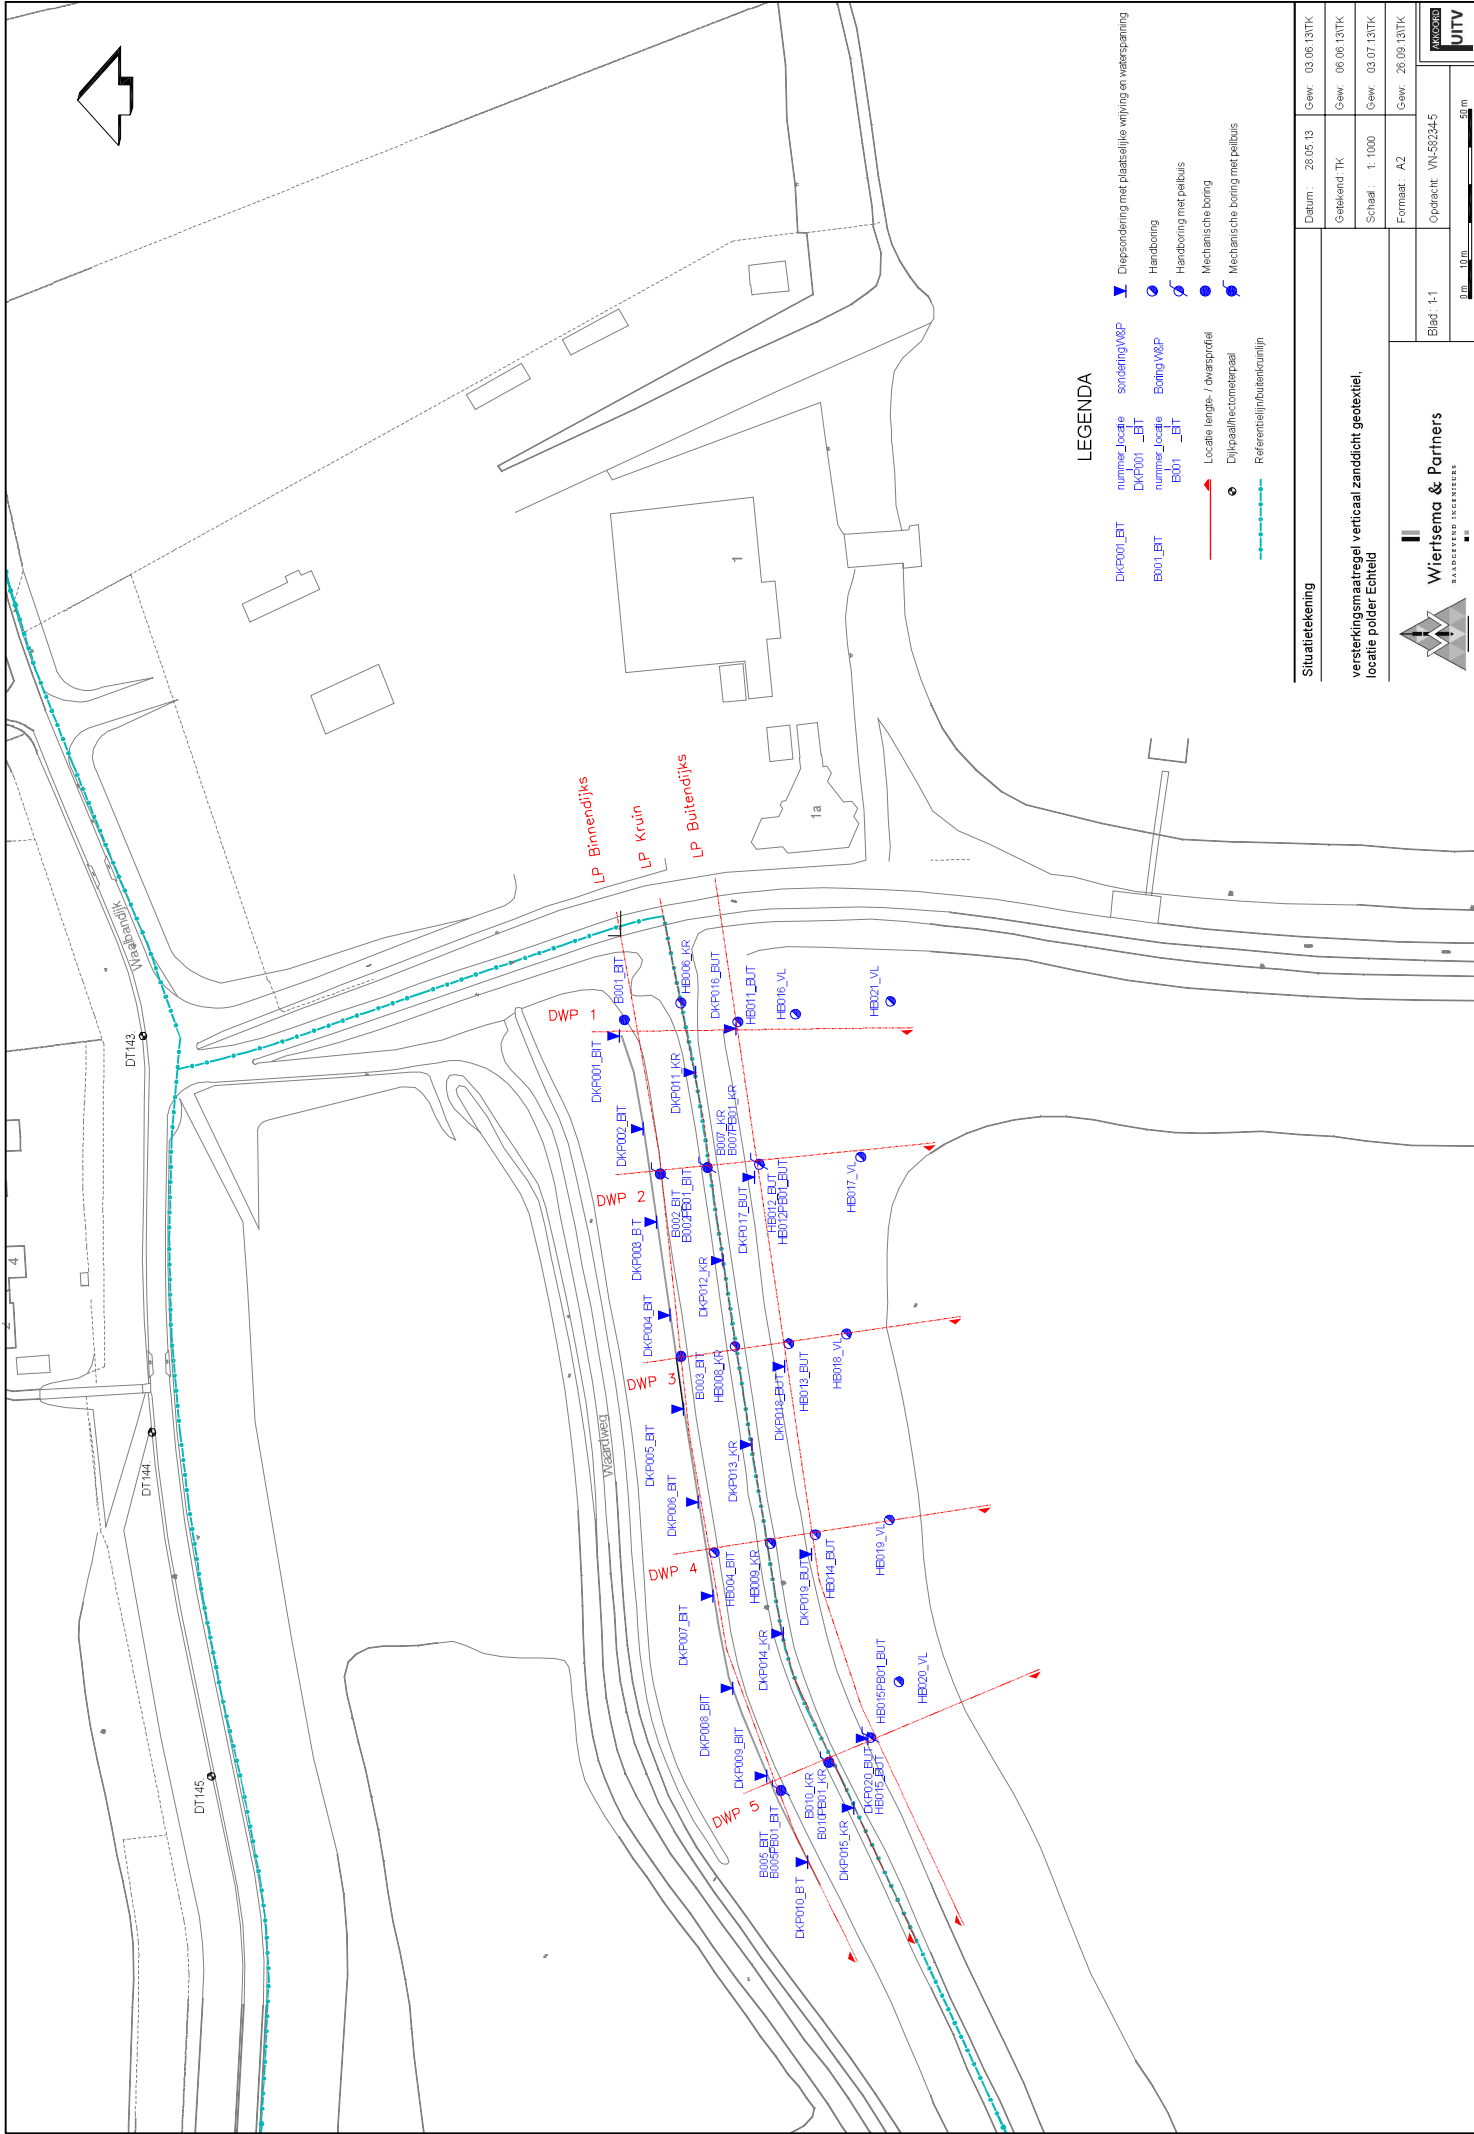 LEGENDA
DKP001_BIT
nummer_locatie sondering W&P
DKP001 _BIT
B001_BIT
nummer_locatie Boring W&P
B001 _BIT
Locatie lengte- / dwarsprofiel
Dijkpaal/hectometerpaal
Referentielijn/buitenkruinlijn
Diepsondering met plaatselijke wrijving en waterspanning
Handboring
Handboring met peilbuis
Mechanische boring
Mechanische boring met peilbuis
Situatietekening
versterkingsmaatregel verticaal zanddicht geotextiel,
locatie polder Echteld
Datum : 28.05.13
Gew: 03.06.13\TK
Getekend : TK
Gew: 06.06.13\TK
Schaal : 1: 1000
Gew: 03.07.13\TK
Formaat : A2
Gew: 26.09.13\TK
Blad : 1-1
Opdracht: VN-58234-5
AKKOORD
UITV
0 m 10 m 50 m
Wiertsema & Partners
RAADGEVEND INGENIEURS
Waalbandijk
Waardweg
DT143
DT144
DT145
4
1
1a
LP Binnendijks
LP Kruin
LP Buitendijks
DWP 1
DWP 2
DWP 3
DWP 4
DWP 5
B001_BIT
HB006_KR
DKP016_BUT
HB011_BUT
HB016_VL
HB021_VL
DKP001_BIT
DKP011_KR
DKP002_BIT
B007_KR
B007PB01_KR
B002_BIT
B002PB01_BIT
DKP017_BUT
HB012_BUT
HB012PB01_BUT
HB017_VL
DKP003_BIT
DKP012_KR
DKP004_BIT
B003_BIT
HB008_KR
DKP018_BUT
HB013_BUT
HB018_VL
DKP005_BIT
DKP013_KR
DKP006_BIT
HB004_BIT
HB009_KR
DKP019_BUT
HB014_BUT
HB019_VL
DKP007_BIT
DKP014_KR
DKP008_BIT
HB015PB01_BUT
HB020_VL
DKP009_BIT
B010_KR
B010PB01_KR
DKP020_BUT
HB015_BUT
B005_BIT
B005PB01_BIT
DKP015_KR
DKP010_BIT